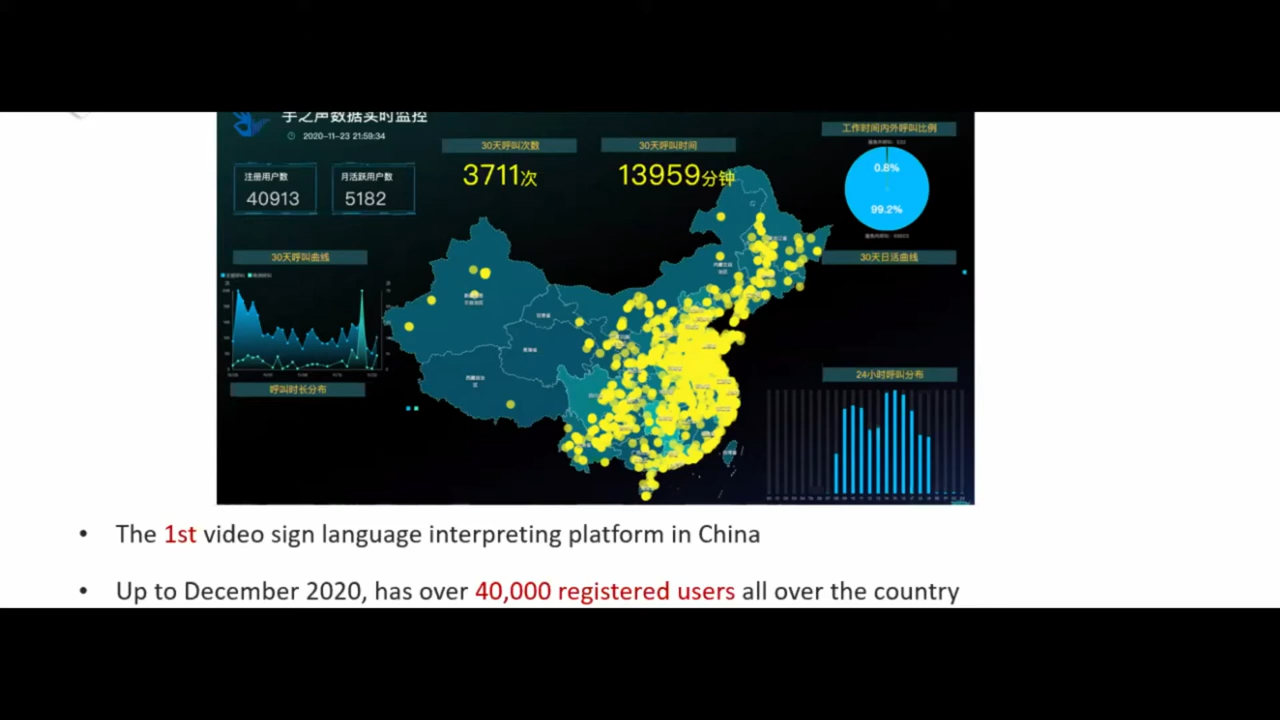 手之声数据实时监控
2020-11-23 21:59:34
注册用户数
40913
月活跃用户数
5182
30天呼叫次数
3711次
30天呼叫时间
13959分钟
工作时间内外呼叫比例
0.8%
99.2%
30天呼叫曲线
30天日活曲线
呼叫时长分布
24小时呼叫分布
• The 1st video sign language interpreting platform in China
• Up to December 2020, has over 40,000 registered users all over the country